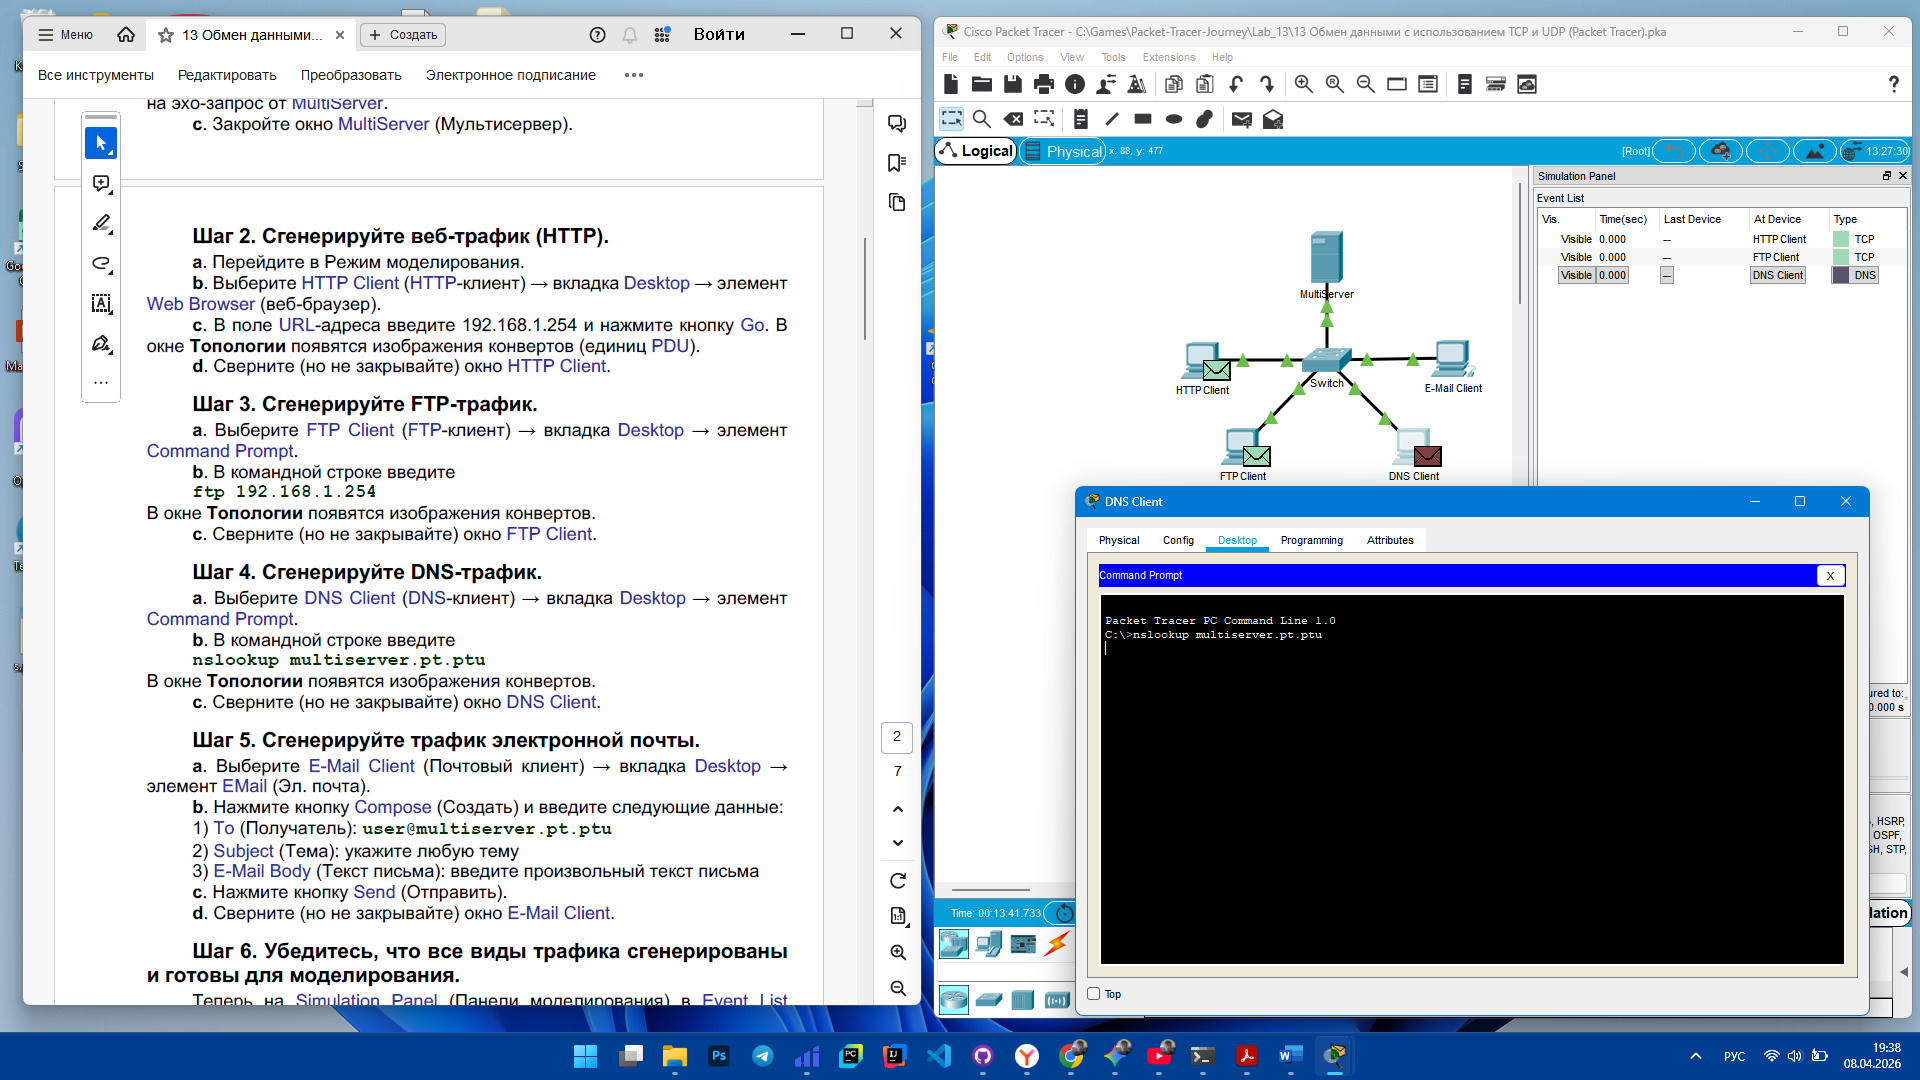 Меню
13 Обмен данными...
Создать
Войти
Все инструменты
Редактировать
Преобразовать
Электронное подписание
на эхо-запрос от MultiServer.
c. Закройте окно MultiServer (Мультисервер).
Шаг 2. Сгенерируйте веб-трафик (HTTP).
a. Перейдите в Режим моделирования.
b. Выберите HTTP Client (HTTP-клиент) → вкладка Desktop → элемент
Web Browser (веб-браузер).
c. В поле URL-адреса введите 192.168.1.254 и нажмите кнопку Go. В
окне Топологии появятся изображения конвертов (единиц PDU).
d. Сверните (но не закрывайте) окно HTTP Client.
Шаг 3. Сгенерируйте FTP-трафик.
a. Выберите FTP Client (FTP-клиент) → вкладка Desktop → элемент
Command Prompt.
b. В командной строке введите
ftp 192.168.1.254
В окне Топологии появятся изображения конвертов.
c. Сверните (но не закрывайте) окно FTP Client.
Шаг 4. Сгенерируйте DNS-трафик.
a. Выберите DNS Client (DNS-клиент) → вкладка Desktop → элемент
Command Prompt.
b. В командной строке введите
nslookup multiserver.pt.ptu
В окне Топологии появятся изображения конвертов.
c. Сверните (но не закрывайте) окно DNS Client.
Шаг 5. Сгенерируйте трафик электронной почты.
a. Выберите E-Mail Client (Почтовый клиент) → вкладка Desktop →
элемент EMail (Эл. почта).
b. Нажмите кнопку Compose (Создать) и введите следующие данные:
1) To (Получатель): user@multiserver.pt.ptu
2) Subject (Тема): укажите любую тему
3) E-Mail Body (Текст письма): введите произвольный текст письма
c. Нажмите кнопку Send (Отправить).
d. Сверните (но не закрывайте) окно E-Mail Client.
Шаг 6. Убедитесь, что все виды трафика сгенерированы
и готовы для моделирования.
Теперь на Simulation Panel (Панели моделирования) в Event List
2
7
Cisco Packet Tracer - C:\Games\Packet-Tracer-Journey\Lab_13\13 Обмен данными с использованием TCP и UDP (Packet Tracer).pka
File Edit Options View Tools Extensions Help
Logical
Physical
x: 88, y: 477
[Root]
13:27:30
MultiServer
HTTP Client
Switch
E-Mail Client
FTP Client
DNS Client
Simulation Panel
Event List
Vis. Time(sec) Last Device At Device Type
Visible 0.000 -- HTTP Client TCP
Visible 0.000 -- FTP Client TCP
Visible 0.000 -- DNS Client DNS
DNS Client
Physical Config Desktop Programming Attributes
Command Prompt
X
Packet Tracer PC Command Line 1.0
C:\>nslookup multiserver.pt.ptu
Top
Time: 00:13:41.733
HSRP,
OSPF,
STP,
РУС
19:38
08.04.2026